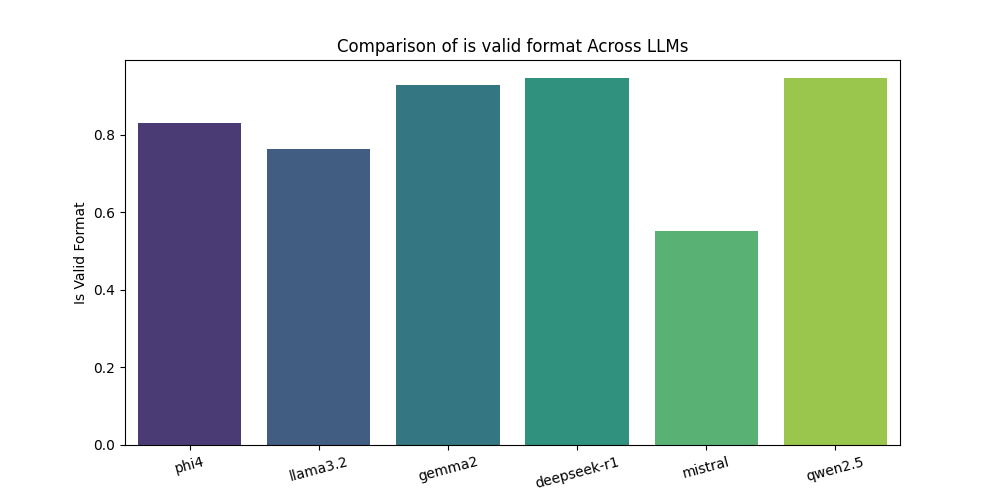 Comparison of is valid format Across LLMs
Is Valid Format
0.8
0.6
0.4
0.2
0.0
phi4
llama3.2
gemma2
deepseek-r1
mistral
qwen2.5